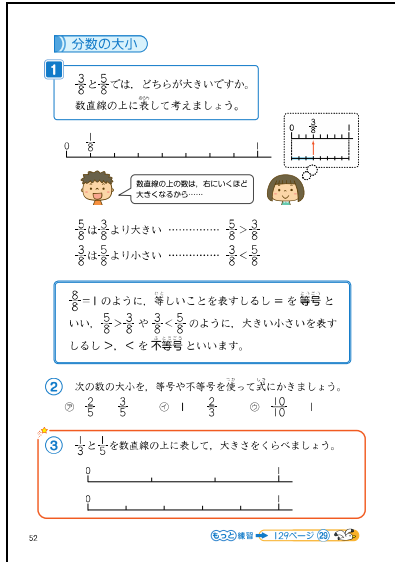 分数の大小
1
3/8と5/8では，どちらが大きいですか。
数直線の上に表して考えましょう。
0 1/8 1
0 3/8 1
数直線の上の数は，右にいくほど
大きくなるから……
5/8は3/8より大きい …………… 5/8＞3/8
3/8は5/8より小さい …………… 3/8＜5/8
8/8＝1のように，等しいことを表すしるし＝を等号と
いい，5/8＞3/8や3/8＜5/8のように，大きい小さいを表す
しるし＞，＜を不等号といいます。
② 次の数の大小を，等号や不等号を使って式にかきましょう。
㋐ 2/5 3/5 ㋑ 1 2/3 ㋒ 10/10 1
③ 1/3と1/5を数直線の上に表して，大きさをくらべましょう。
0 1
0 1
52
もっと練習 ➡ 129ページ ㉙